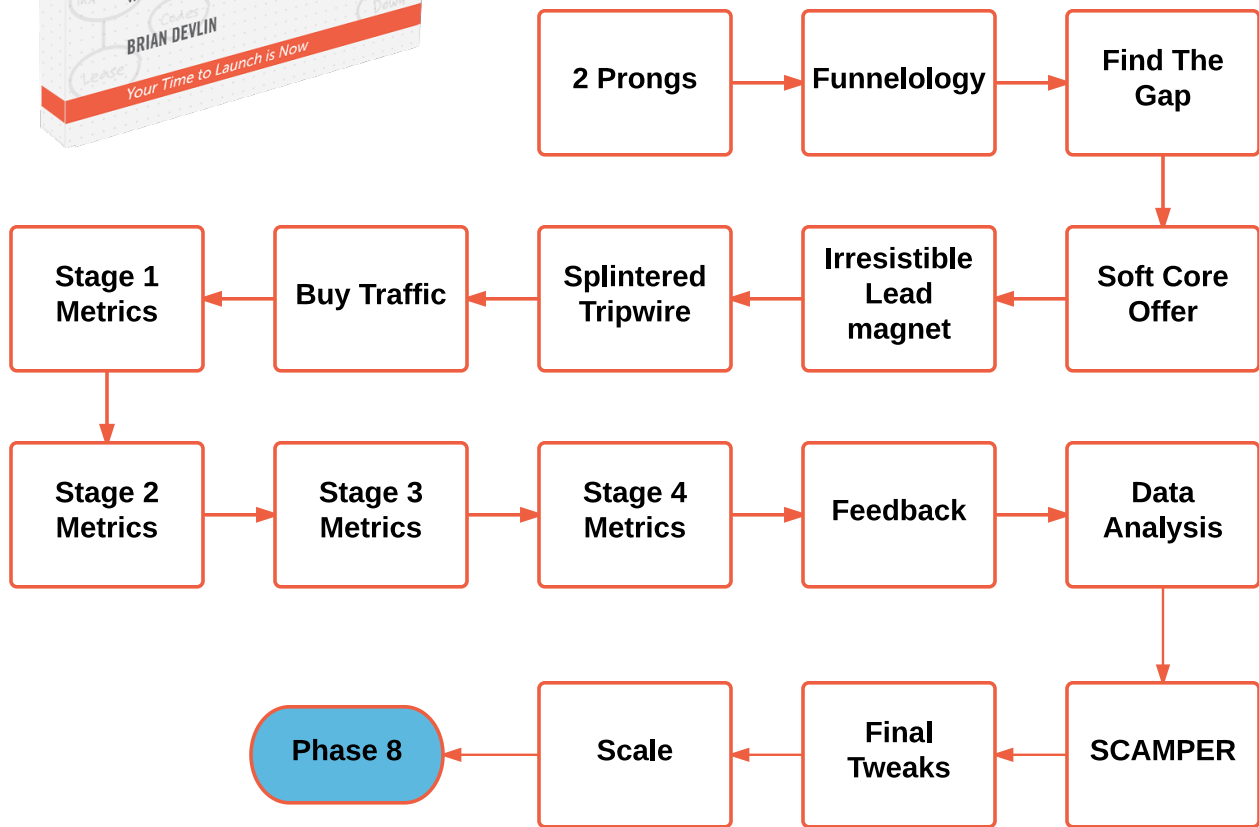 Codes
BRIAN DEVLIN
Lease
Your Time to Launch is Now
2 Prongs
Funnelology
Find The
Gap
Stage 1
Metrics
Buy Traffic
Splintered
Tripwire
Irresistible
Lead
magnet
Soft Core
Offer
Stage 2
Metrics
Stage 3
Metrics
Stage 4
Metrics
Feedback
Data
Analysis
Phase 8
Scale
Final
Tweaks
SCAMPER